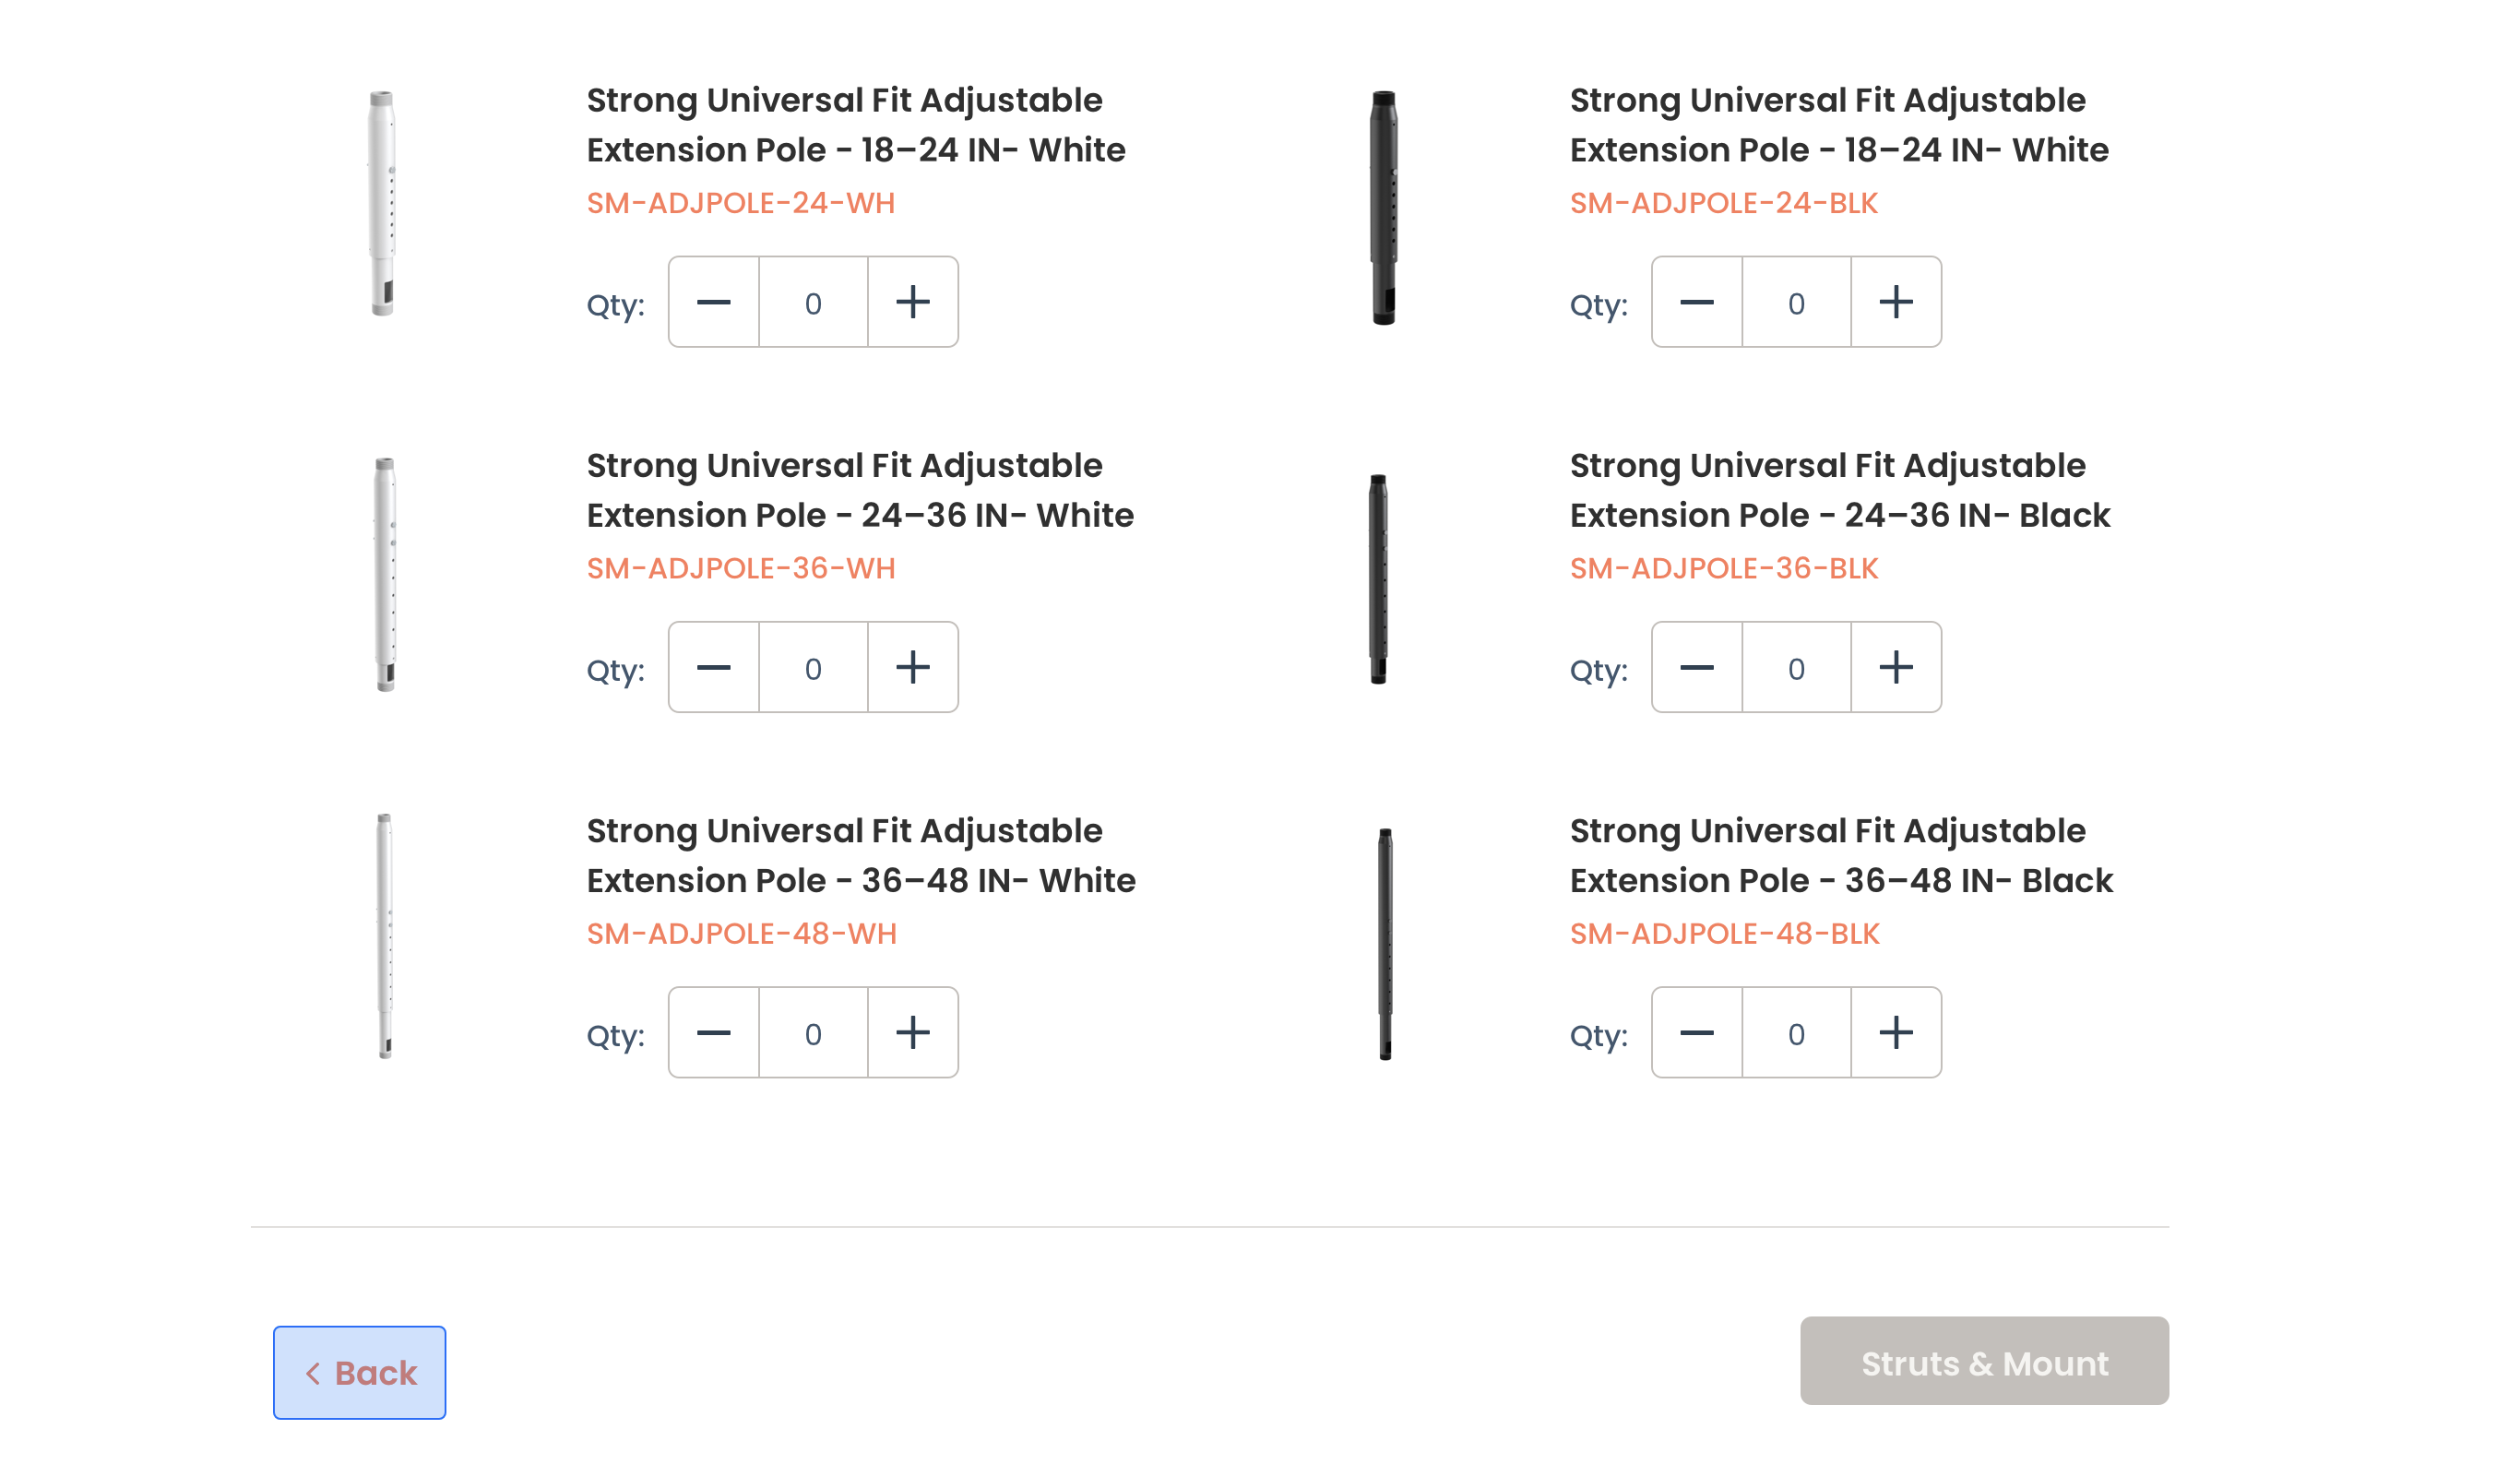 Strong Universal Fit Adjustable
Extension Pole - 18–24 IN- White
SM-ADJPOLE-24-WH
Qty: 0
Strong Universal Fit Adjustable
Extension Pole - 18–24 IN- White
SM-ADJPOLE-24-BLK
Qty: 0
Strong Universal Fit Adjustable
Extension Pole - 24–36 IN- White
SM-ADJPOLE-36-WH
Qty: 0
Strong Universal Fit Adjustable
Extension Pole - 24–36 IN- Black
SM-ADJPOLE-36-BLK
Qty: 0
Strong Universal Fit Adjustable
Extension Pole - 36–48 IN- White
SM-ADJPOLE-48-WH
Qty: 0
Strong Universal Fit Adjustable
Extension Pole - 36–48 IN- Black
SM-ADJPOLE-48-BLK
Qty: 0
Back
Struts & Mount